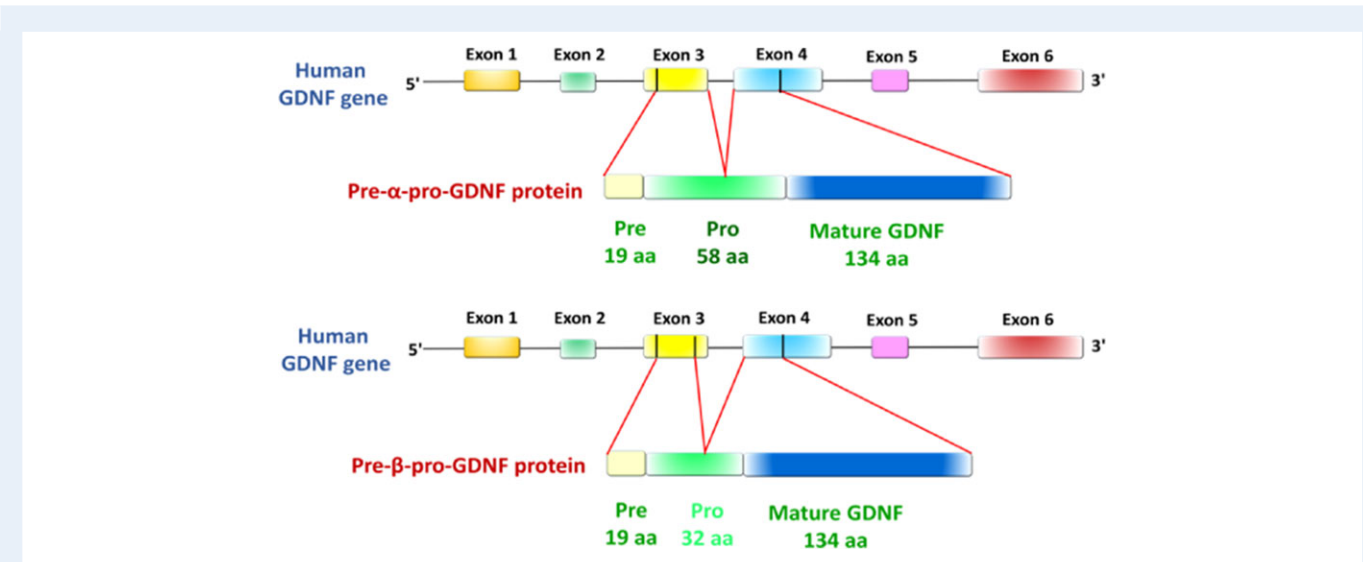 Exon 1 Exon 2 Exon 3 Exon 4 Exon 5 Exon 6
Human
GDNF gene
5' 3'
Pre-α-pro-GDNF protein
Pre Pro Mature GDNF
19 aa 58 aa 134 aa
Exon 1 Exon 2 Exon 3 Exon 4 Exon 5 Exon 6
Human
GDNF gene
5' 3'
Pre-β-pro-GDNF protein
Pre Pro Mature GDNF
19 aa 32 aa 134 aa